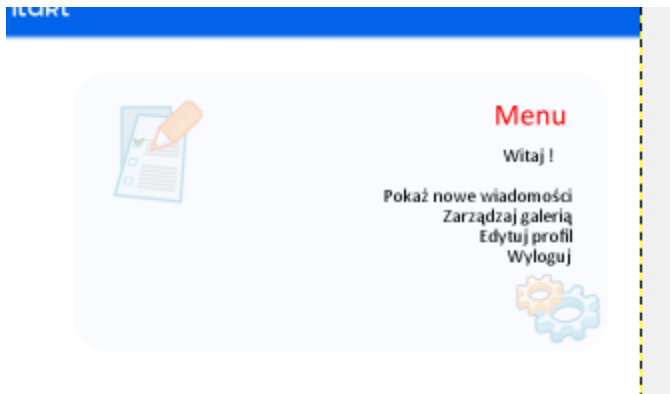 Menu
Witaj !
Pokaż nowe wiadomości
Zarządzaj galerią
Edytuj profil
Wyloguj